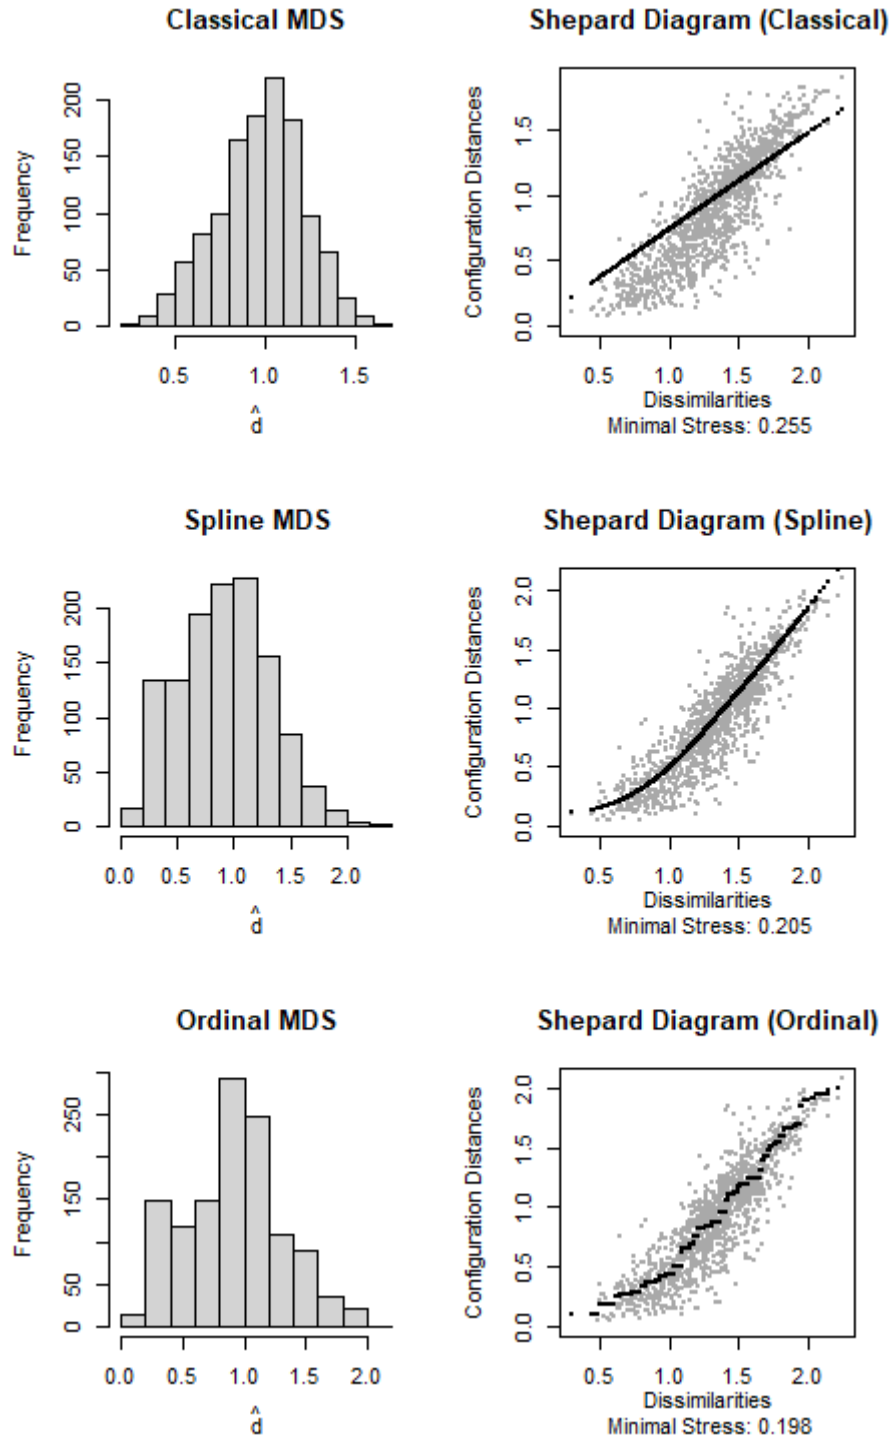 Classical MDS
Frequency
0 50 100 150 200
0.5 1.0 1.5
^
d
Shepard Diagram (Classical)
Configuration Distances
0.0 0.5 1.0 1.5
0.5 1.0 1.5 2.0
Dissimilarities
Minimal Stress: 0.255
Spline MDS
Frequency
0 50 100 150 200
0.0 0.5 1.0 1.5 2.0
^
d
Shepard Diagram (Spline)
Configuration Distances
0.0 0.5 1.0 1.5 2.0
0.5 1.0 1.5 2.0
Dissimilarities
Minimal Stress: 0.205
Ordinal MDS
Frequency
0 50 150 250
0.0 0.5 1.0 1.5 2.0
^
d
Shepard Diagram (Ordinal)
Configuration Distances
0.0 0.5 1.0 1.5 2.0
0.5 1.0 1.5 2.0
Dissimilarities
Minimal Stress: 0.198